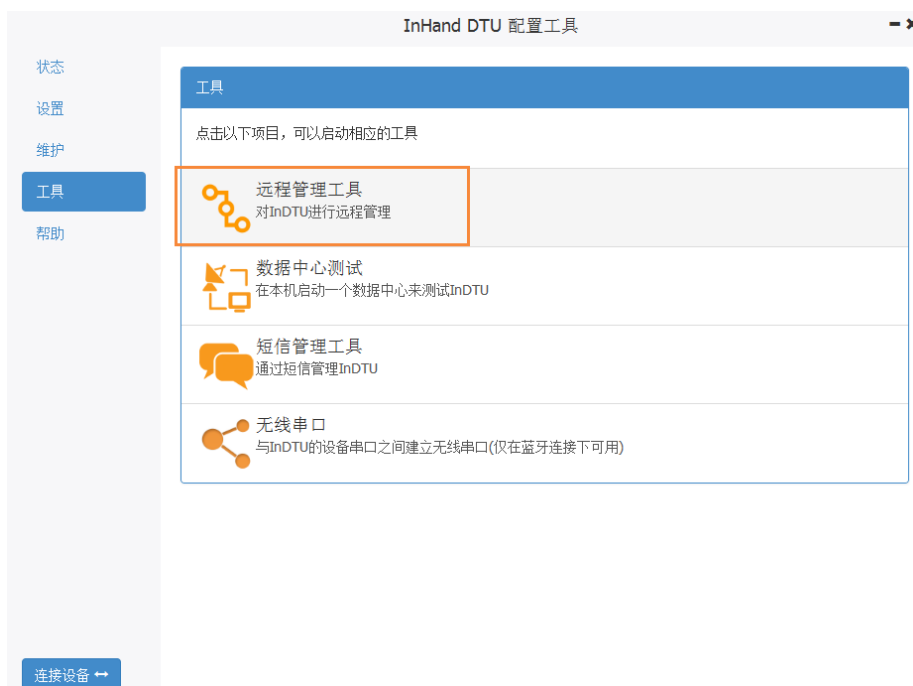 InHand DTU 配置工具
状态
设置
维护
工具
帮助
工具
点击以下项目，可以启动相应的工具
远程管理工具
对InDTU进行远程管理
数据中心测试
在本机启动一个数据中心来测试InDTU
短信管理工具
通过短信管理InDTU
无线串口
与InDTU的设备串口之间建立无线串口(仅在蓝牙连接下可用)
连接设备